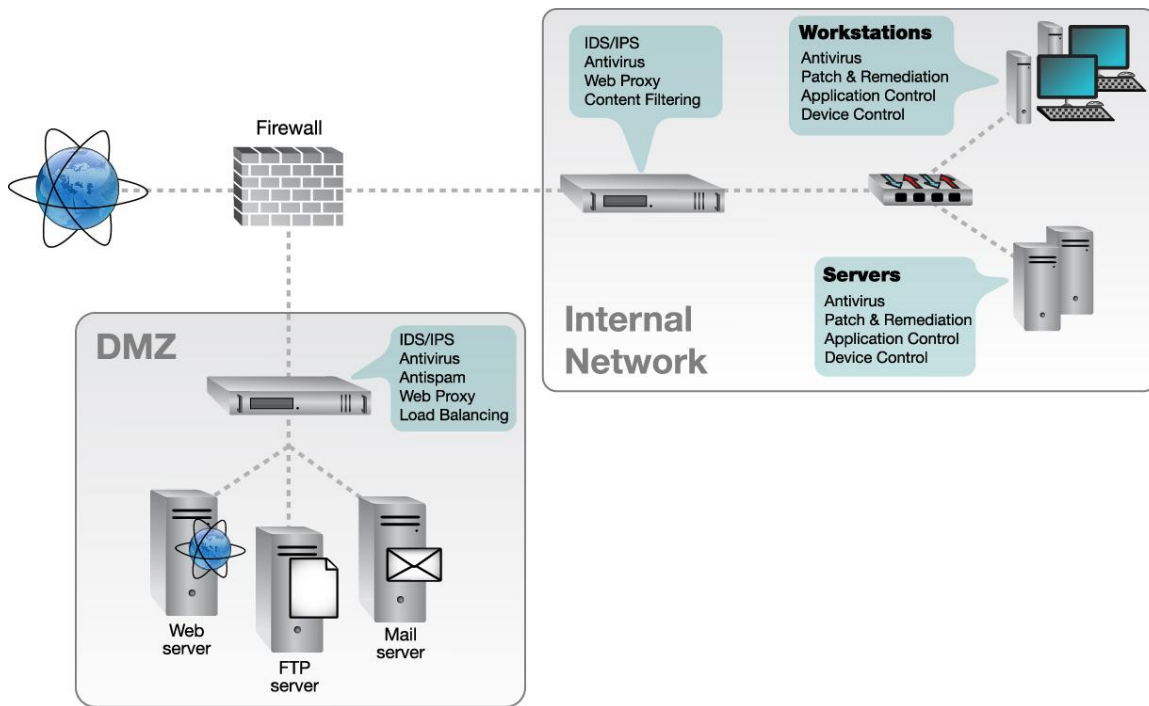 Firewall
IDS/IPS
Antivirus
Web Proxy
Content Filtering
Workstations
Antivirus
Patch & Remediation
Application Control
Device Control
Servers
Antivirus
Patch & Remediation
Application Control
Device Control
Internal
Network
DMZ
IDS/IPS
Antivirus
Antispam
Web Proxy
Load Balancing
Web
server
FTP
server
Mail
server